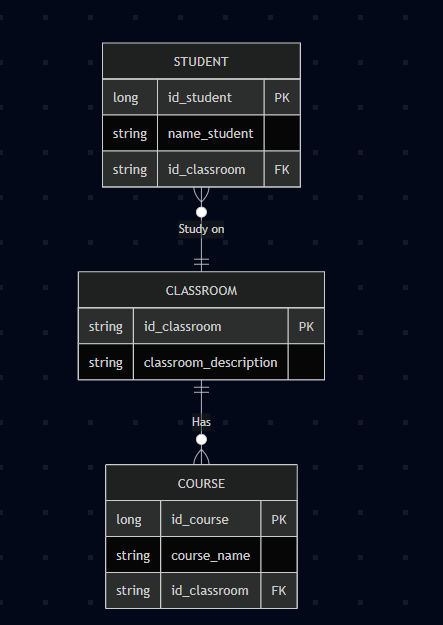 STUDENT
long id_student PK
string name_student
string id_classroom FK
Study on
CLASSROOM
string id_classroom PK
string classroom_description
Has
COURSE
long id_course PK
string course_name
string id_classroom FK